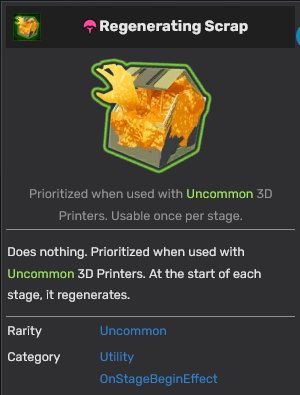 Regenerating Scrap
Prioritized when used with Uncommon 3D
Printers. Usable once per stage.
Does nothing. Prioritized when used with
Uncommon 3D Printers. At the start of each
stage, it regenerates.
Rarity Uncommon
Category Utility
OnStageBeginEffect